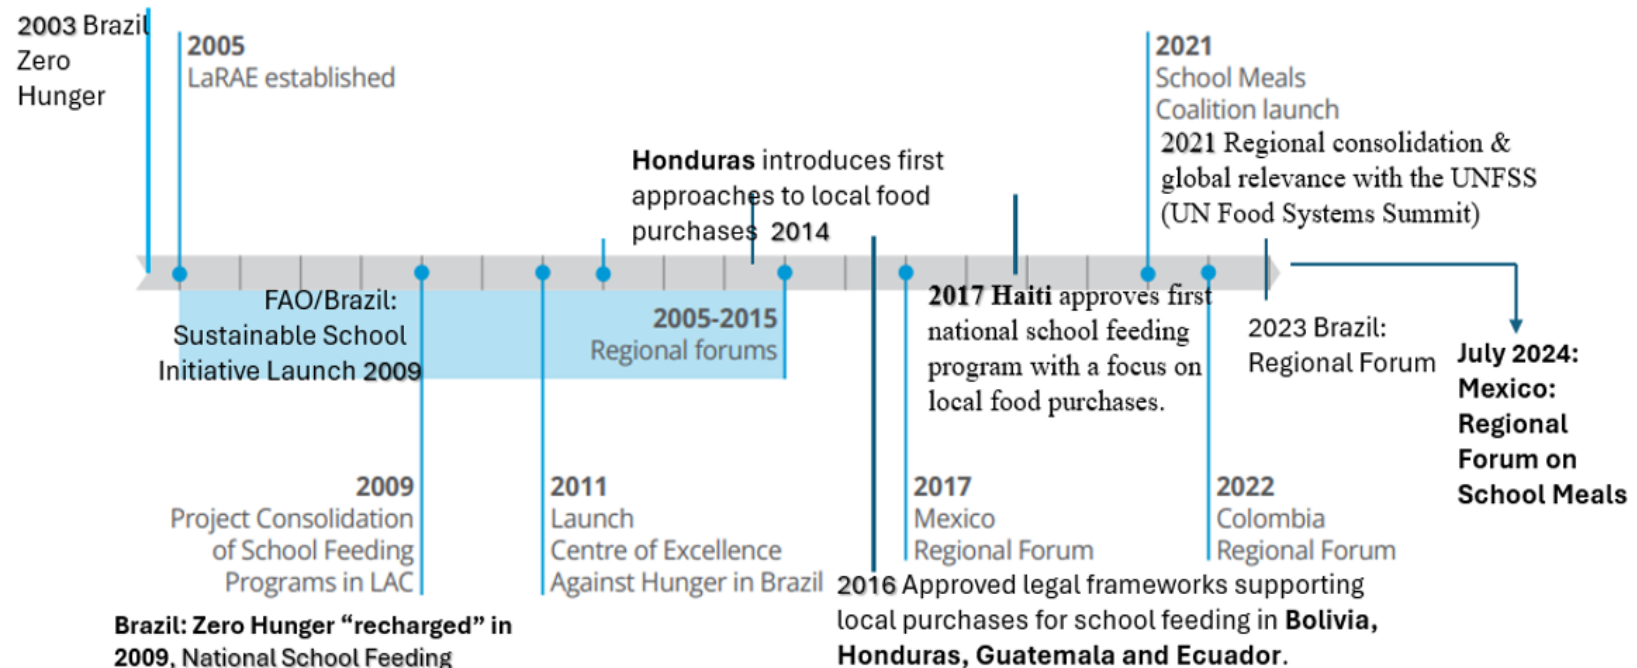 2003 Brazil
Zero
Hunger
2005
LaRAE established
2021
School Meals
Coalition launch
2021 Regional consolidation &
global relevance with the UNFSS
(UN Food Systems Summit)
Honduras introduces first
approaches to local food
purchases 2014
FAO/Brazil:
Sustainable School
Initiative Launch 2009
2005-2015
Regional forums
2017 Haiti approves first
national school feeding
program with a focus on
local food purchases.
2023 Brazil:
Regional Forum
July 2024:
Mexico:
Regional
Forum on
School Meals
2009
Project Consolidation
of School Feeding
Programs in LAC
2011
Launch
Centre of Excellence
Against Hunger in Brazil
2017
Mexico
Regional Forum
2022
Colombia
Regional Forum
Brazil: Zero Hunger “recharged” in
2009, National School Feeding
2016 Approved legal frameworks supporting
local purchases for school feeding in Bolivia,
Honduras, Guatemala and Ecuador.